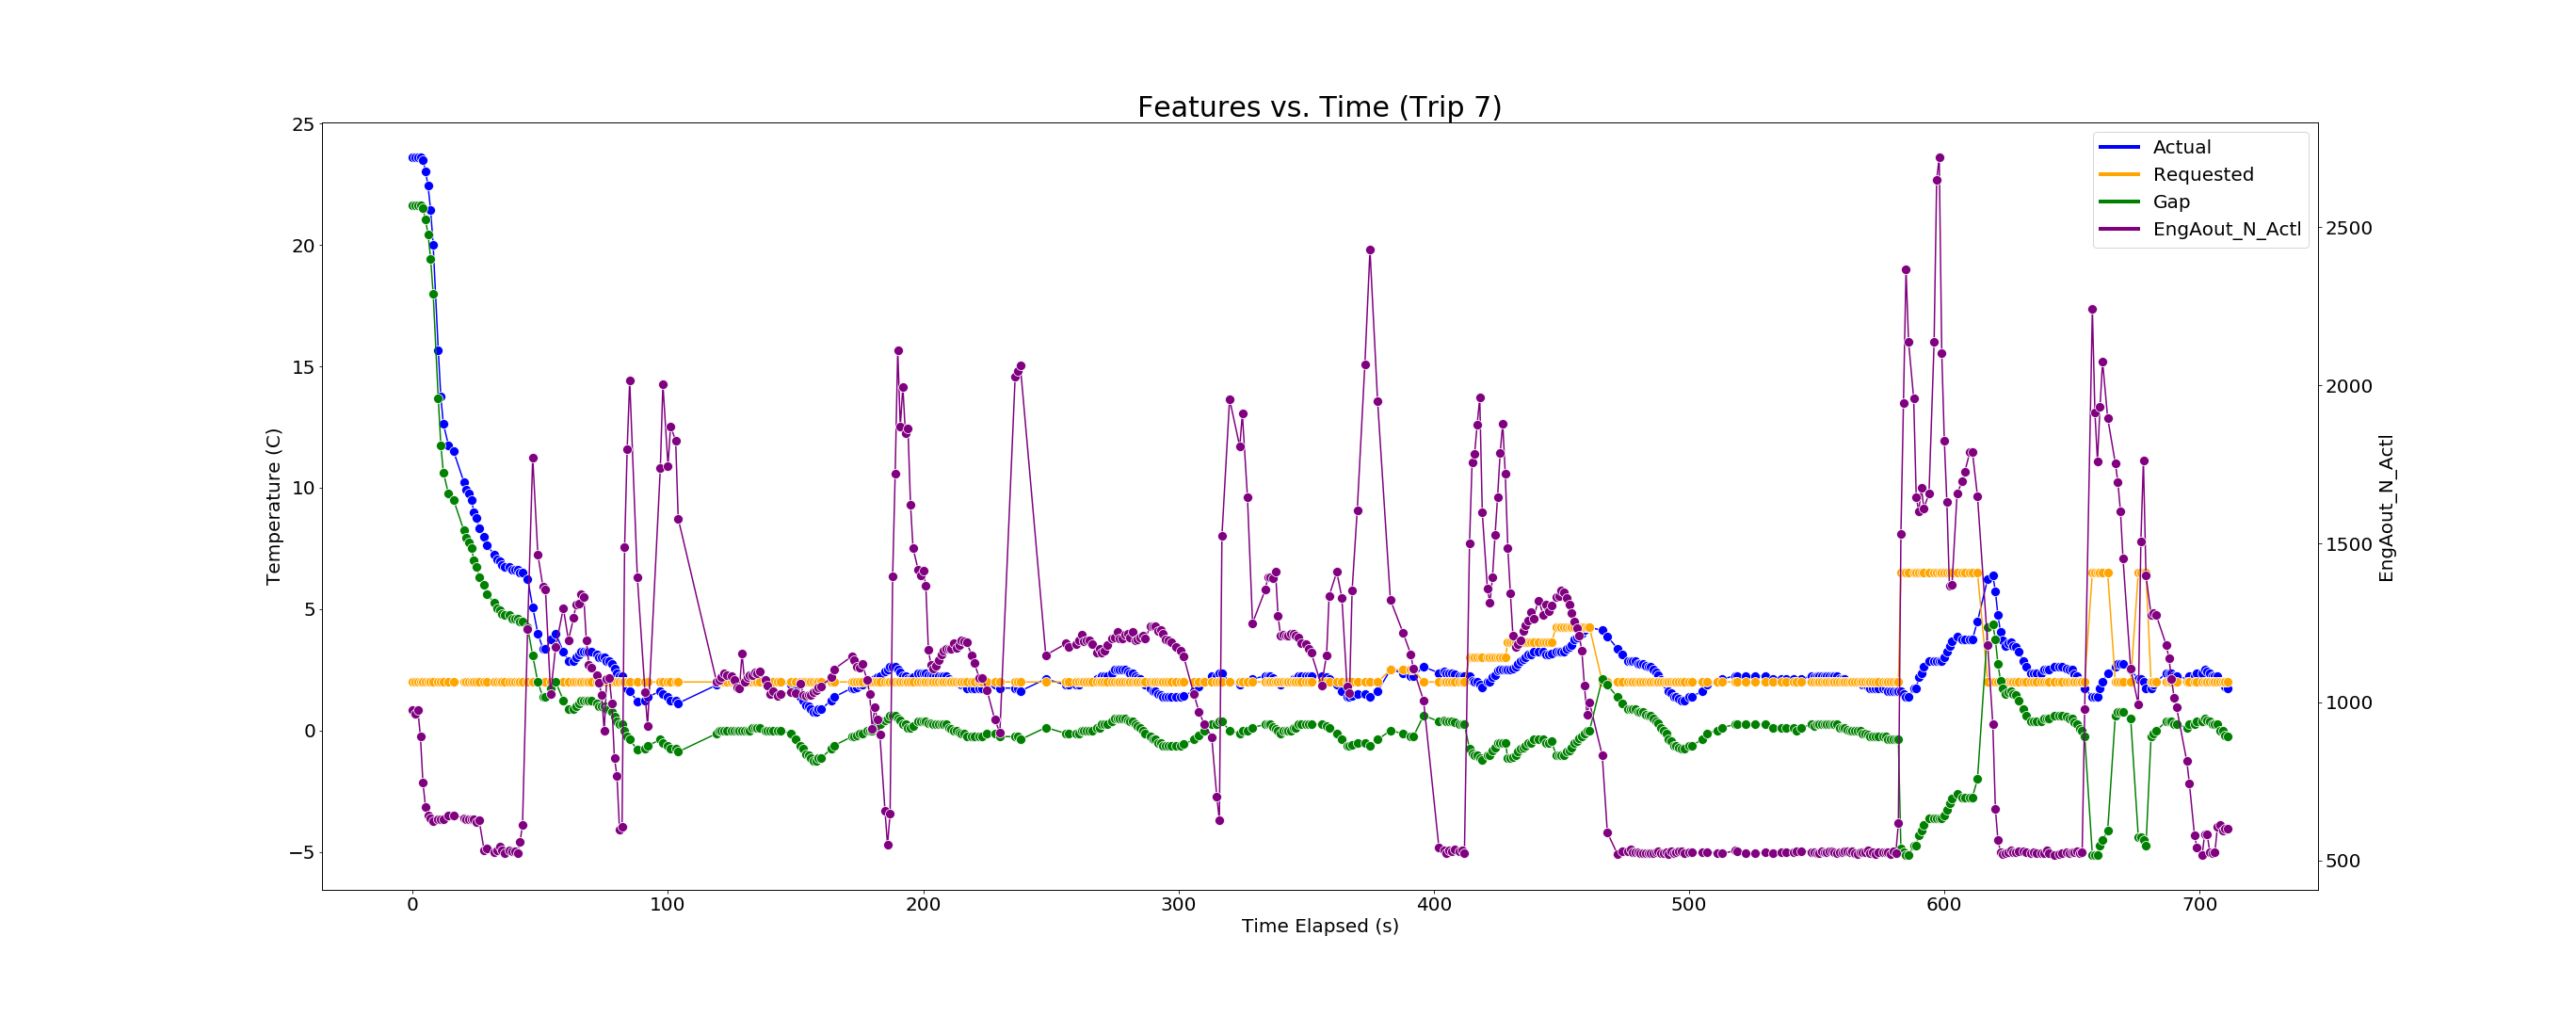 Features vs. Time (Trip 7)
25
20
15
10
5
0
−5
Temperature (C)
Actual
Requested
Gap
EngAout_N_Actl
2500
2000
1500
1000
500
EngAout_N_Actl
0 100 200 300 400 500 600 700
Time Elapsed (s)